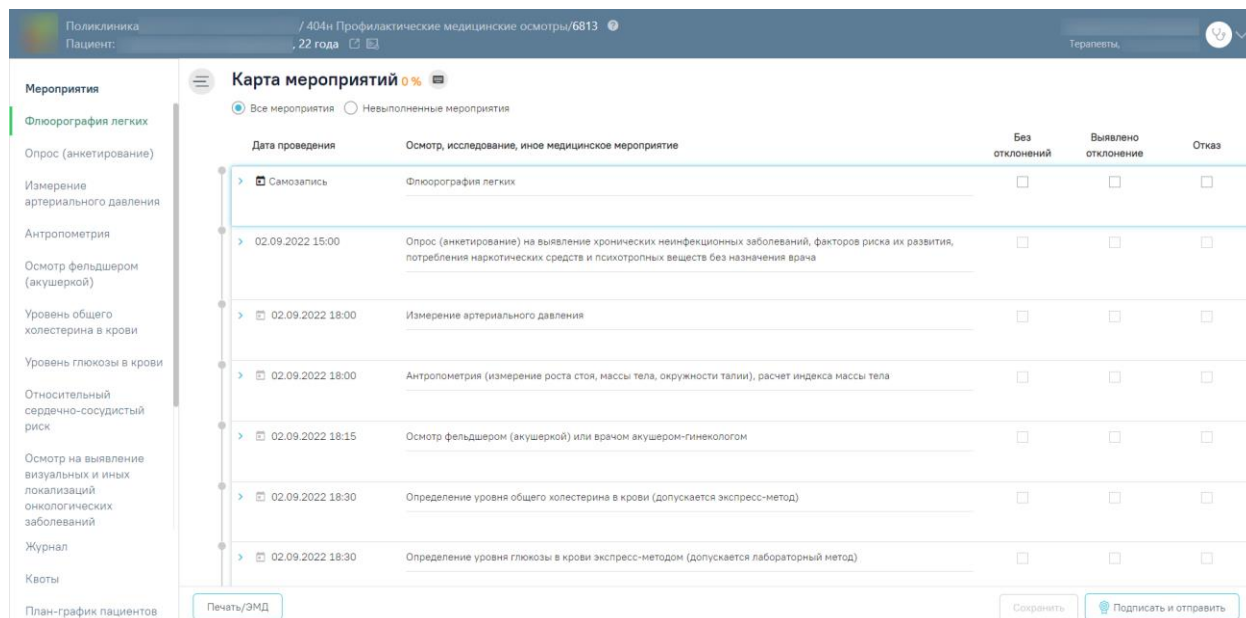 Поликлиника / 404н Профилактические медицинские осмотры/6813
Пациент: , 22 года
Терапевты,
Мероприятия
Флюорография легких
Опрос (анкетирование)
Измерение
артериального давления
Антропометрия
Осмотр фельдшером
(акушеркой)
Уровень общего
холестерина в крови
Уровень глюкозы в крови
Относительный
сердечно-сосудистый
риск
Осмотр на выявление
визуальных и иных
локализаций
онкологических
заболеваний
Журнал
Квоты
План-график пациентов
Карта мероприятий 0 %
Все мероприятия Невыполненные мероприятия
Дата проведения Осмотр, исследование, иное медицинское мероприятие Без отклонений Выявлено отклонение Отказ
Самозапись Флюорография легких
02.09.2022 15:00 Опрос (анкетирование) на выявление хронических неинфекционных заболеваний, факторов риска их развития,
потребления наркотических средств и психотропных веществ без назначения врача
02.09.2022 18:00 Измерение артериального давления
02.09.2022 18:00 Антропометрия (измерение роста стоя, массы тела, окружности талии), расчет индекса массы тела
02.09.2022 18:15 Осмотр фельдшером (акушеркой) или врачом акушером-гинекологом
02.09.2022 18:30 Определение уровня общего холестерина в крови (допускается экспресс-метод)
02.09.2022 18:30 Определение уровня глюкозы в крови экспресс-методом (допускается лабораторный метод)
Печать/ЭМД Сохранить Подписать и отправить